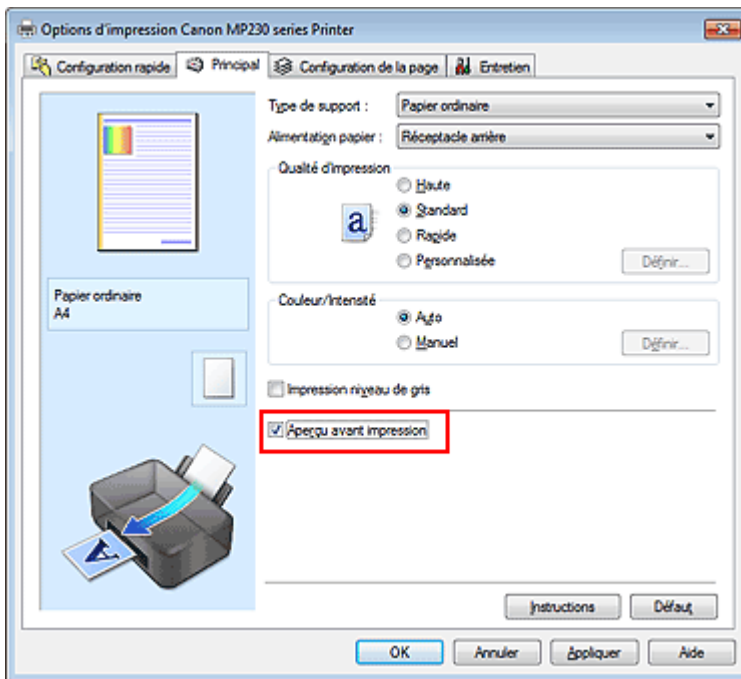 Options d'impression Canon MP230 series Printer
Configuration rapide Principal Configuration de la page Entretien
Type de support : Papier ordinaire
Alimentation papier : Réceptacle arrière
Qualité d'impression
Haute
a Standard
Rapide
Personnalisée Définir...
Papier ordinaire
A4
Couleur/Intensité
Auto
Manuel Définir...
Impression niveau de gris
Aperçu avant impression
A
Instructions Défaut
OK Annuler Appliquer Aide